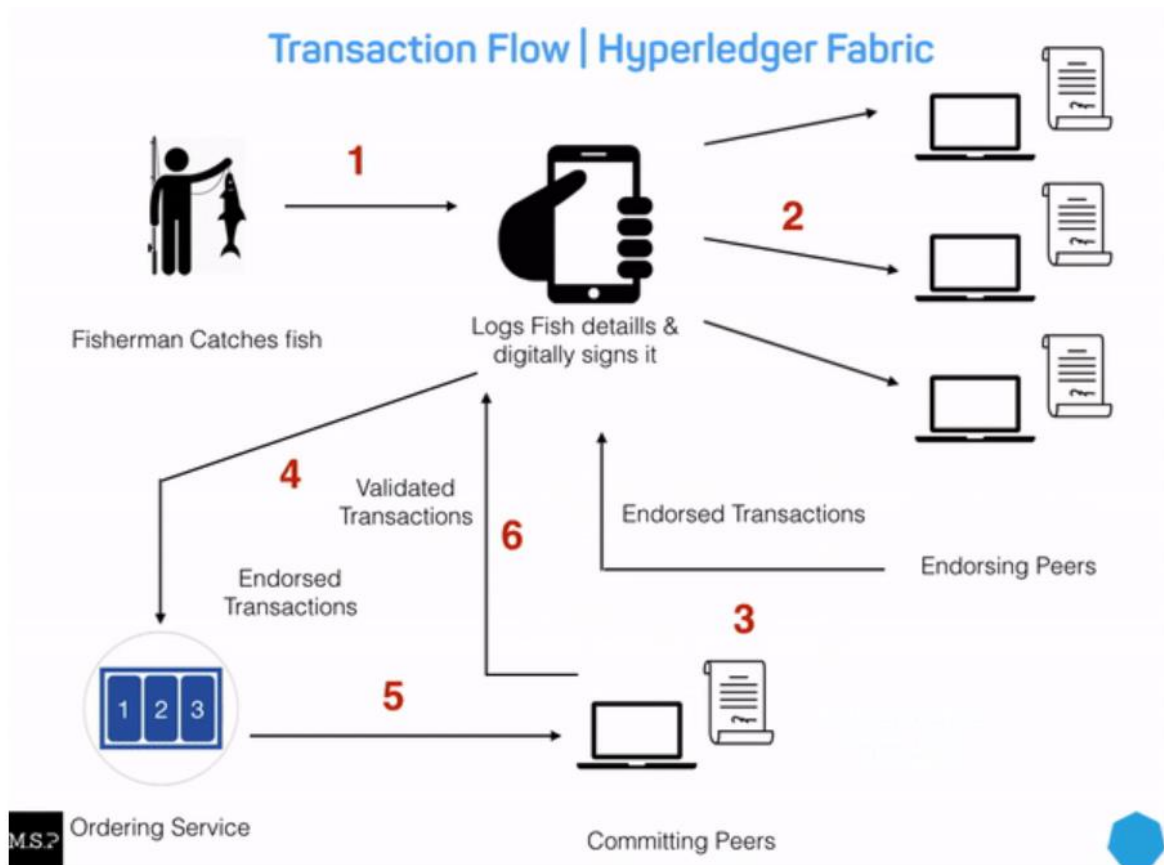 Transaction Flow | Hyperledger Fabric
1
2
Fisherman Catches fish
Logs Fish detaills &
digitally signs it
4
Validated
Transactions
6
Endorsed Transactions
Endorsing Peers
Endorsed
Transactions
3
5
1 2 3
M.S.P
Ordering Service
Committing Peers